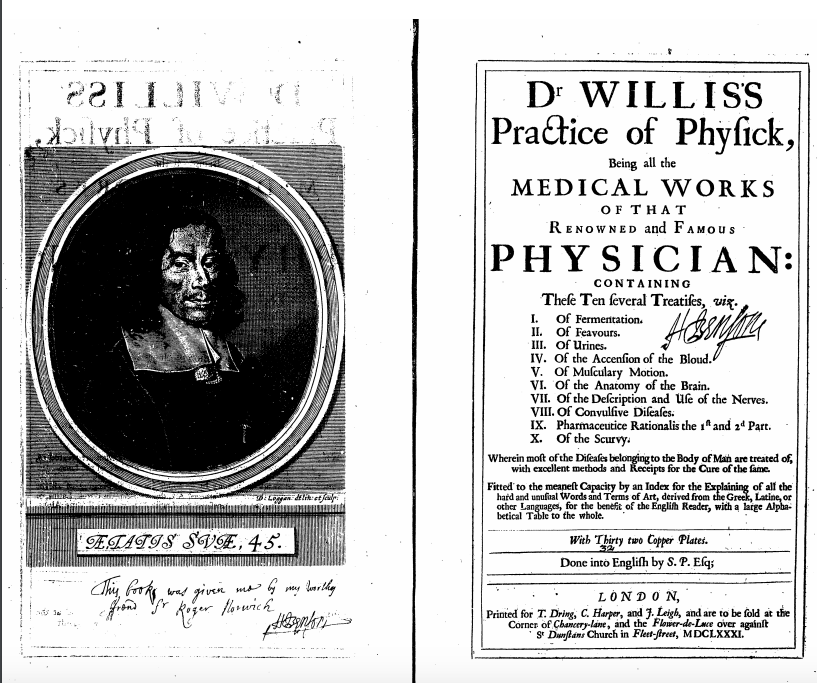 D. Loggan delin: et sculp.
ÆTATIS SVÆ, 45.
This book was given me by my worthy
frend Sr Roger Norwich
Dr WILLIS'S
Practice of Phyſick,
Being all the
MEDICAL WORKS
OF THAT
RENOWNED and FAMOUS
PHYSICIAN:
CONTAINING
Theſe Ten ſeveral Treatiſes, viz.
I. Of Fermentation.
II. Of Feavours.
III. Of Urines.
IV. Of the Accenſion of the Bloud.
V. Of Muſculary Motion.
VI. Of the Anatomy of the Brain.
VII. Of the Deſcription and Uſe of the Nerves.
VIII. Of Convulſive Diſeaſes.
IX. Pharmaceutice Rationalis the 1ſt and 2d Part.
X. Of the Scurvy.
Wherein moſt of the Diſeaſes belonging to the Body of Man are treated of,
with excellent methods and Receipts for the Cure of the ſame.
Fitted to the meaneſt Capacity by an Index for the Explaining of all the
hard and unuſual Words and Terms of Art, derived from the Greek, Latine, or
other Languages, for the benefit of the Engliſh Reader, with a large Alpha-
betical Table to the whole.
With Thirty two Copper Plates.
32
Done into Engliſh by S. P. Eſq;
LONDON,
Printed for T. Dring, C. Harper, and J. Leigh, and are to be ſold at the
Corner of Chancery-lane, and the Flower-de-Luce over againſt
St Dunſtans Church in Fleet-ſtreet, MDCLXXXI.